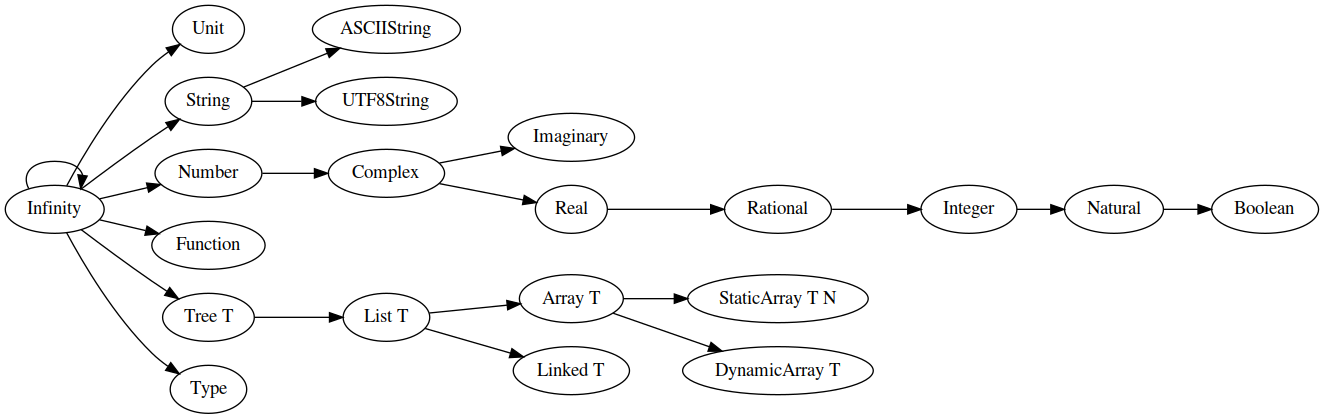 Unit
ASCIIString
String
UTF8String
Imaginary
Number
Complex
Infinity
Real
Rational
Integer
Natural
Boolean
Function
Array T
StaticArray T N
Tree T
List T
Linked T
DynamicArray T
Type